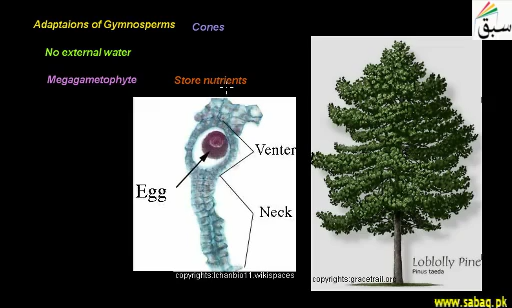 Adaptaions of Gymnosperms
Cones
No external water
Megagametophyte
Store nutrients
Venter
Egg
Neck
copyrights:lchanbio11.wikispaces
Loblolly Pine
Pinus taeda
copyrights:gracetrail.org
سبق
www.sabaq.pk